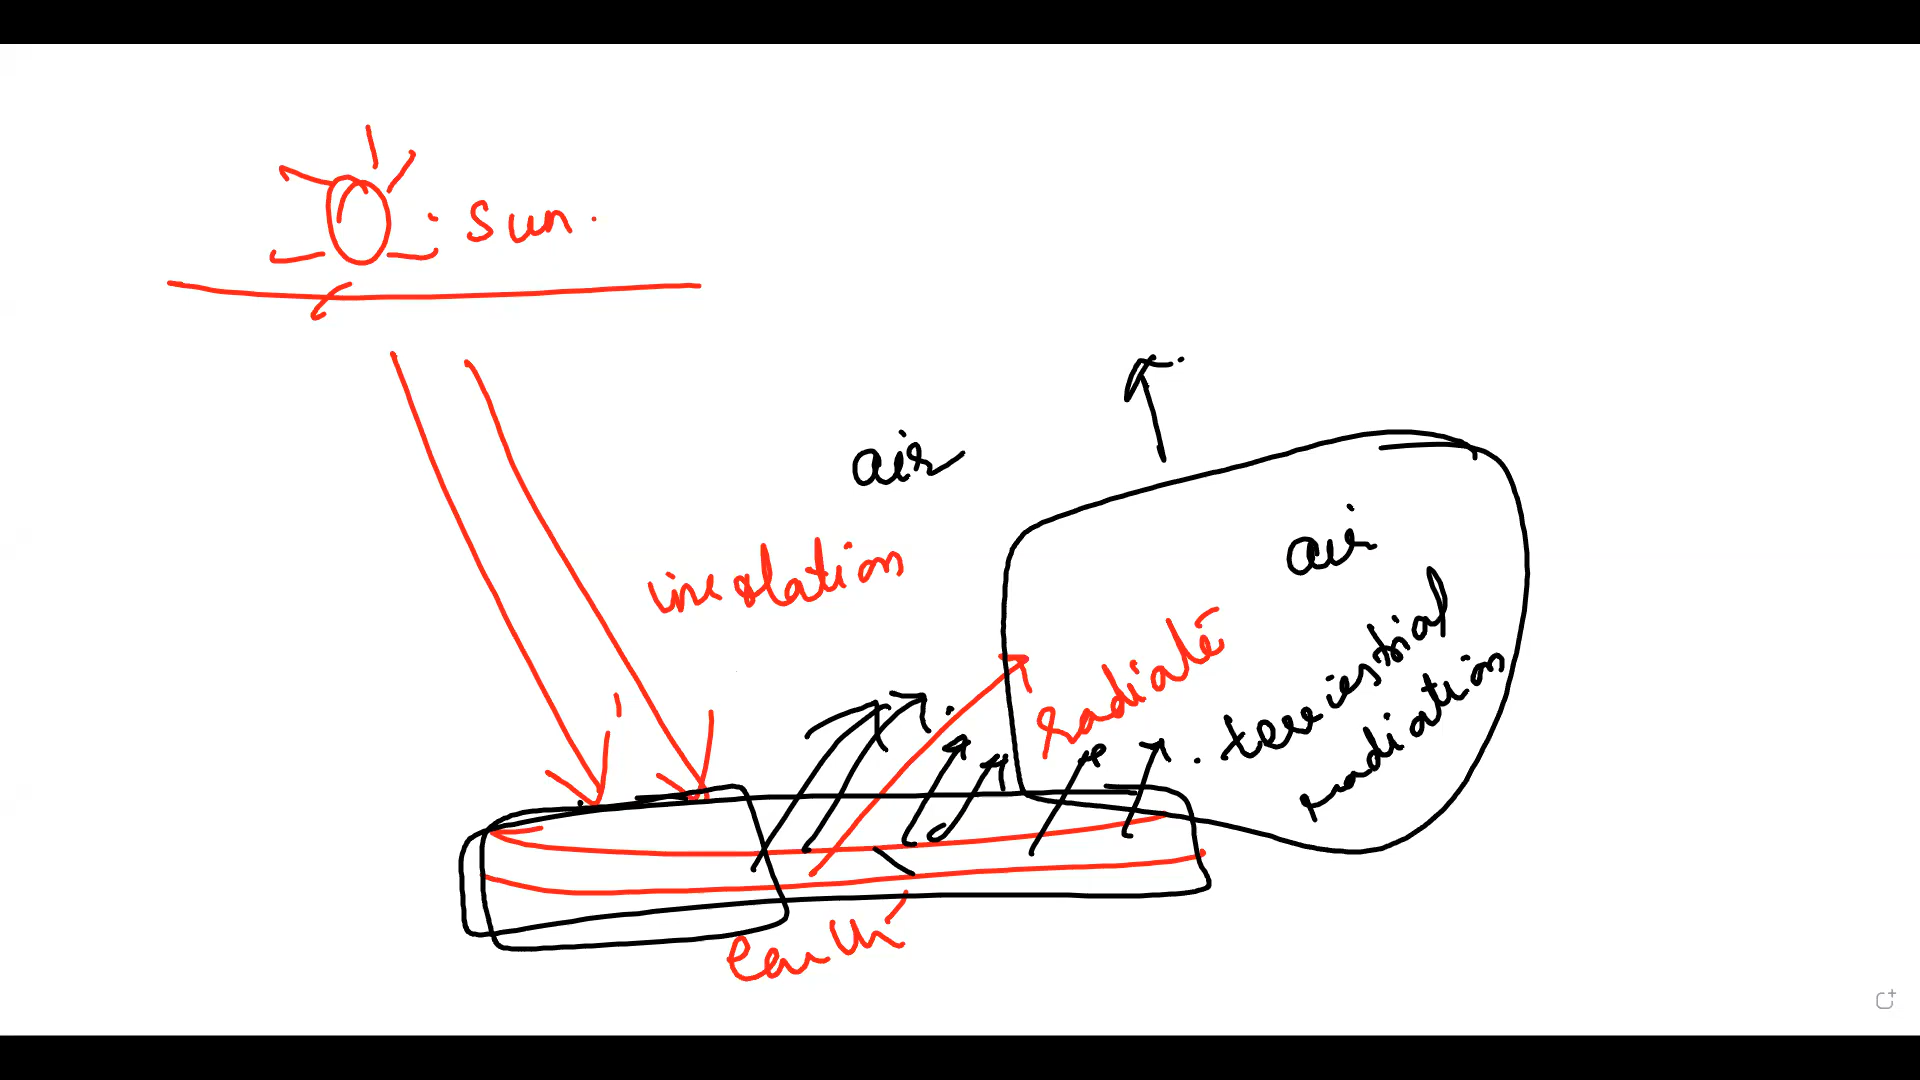 sun.
air
air
insolation
radiate
terrestrial
radiation
earth